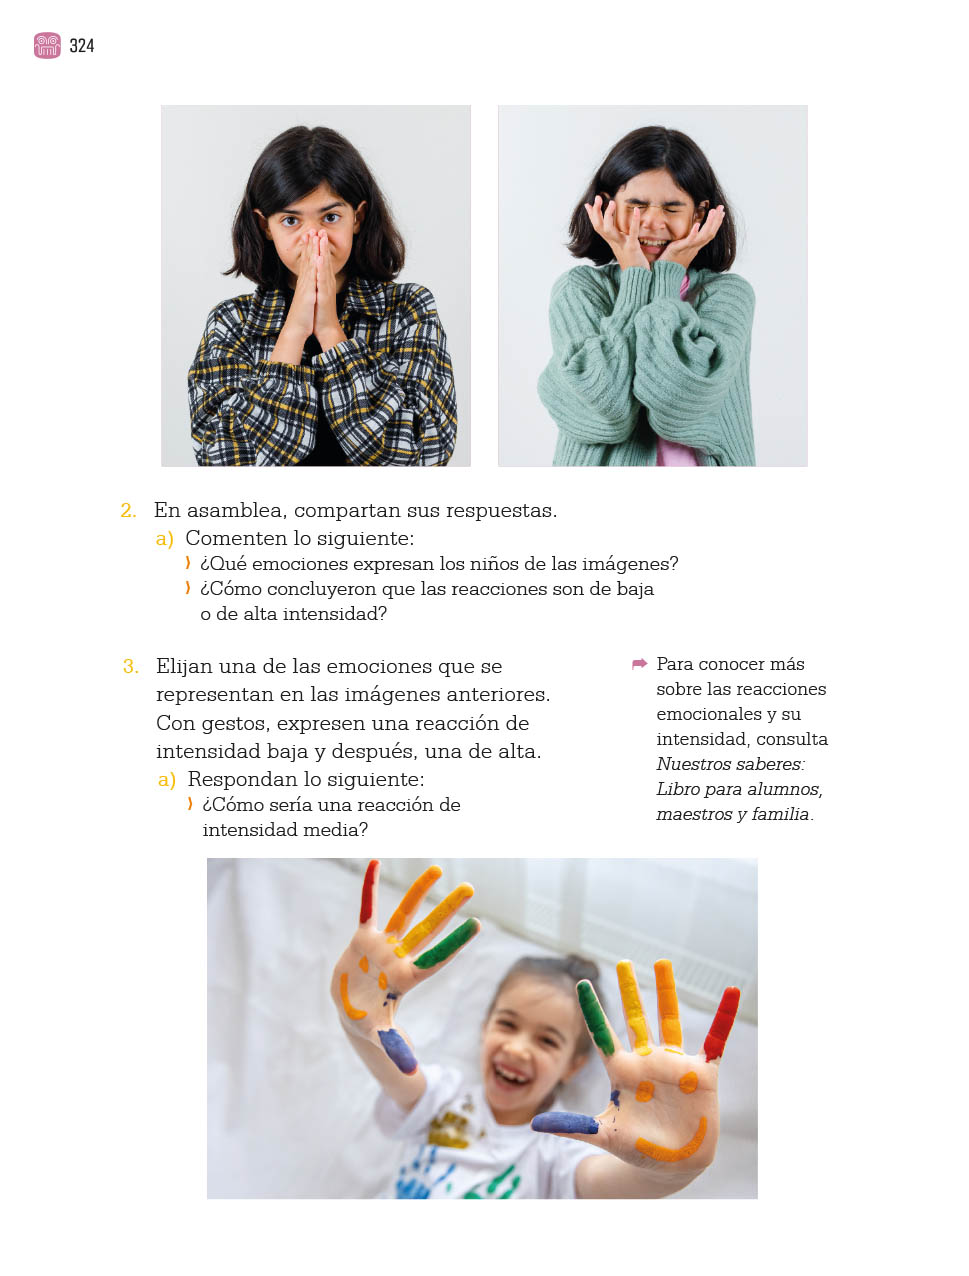 324
2. En asamblea, compartan sus respuestas.
a) Comenten lo siguiente:
¿Qué emociones expresan los niños de las imágenes?
¿Cómo concluyeron que las reacciones son de baja
o de alta intensidad?
3. Elijan una de las emociones que se
representan en las imágenes anteriores.
Con gestos, expresen una reacción de
intensidad baja y después, una de alta.
a) Respondan lo siguiente:
¿Cómo sería una reacción de
intensidad media?
Para conocer más
sobre las reacciones
emocionales y su
intensidad, consulta
Nuestros saberes:
Libro para alumnos,
maestros y familia.